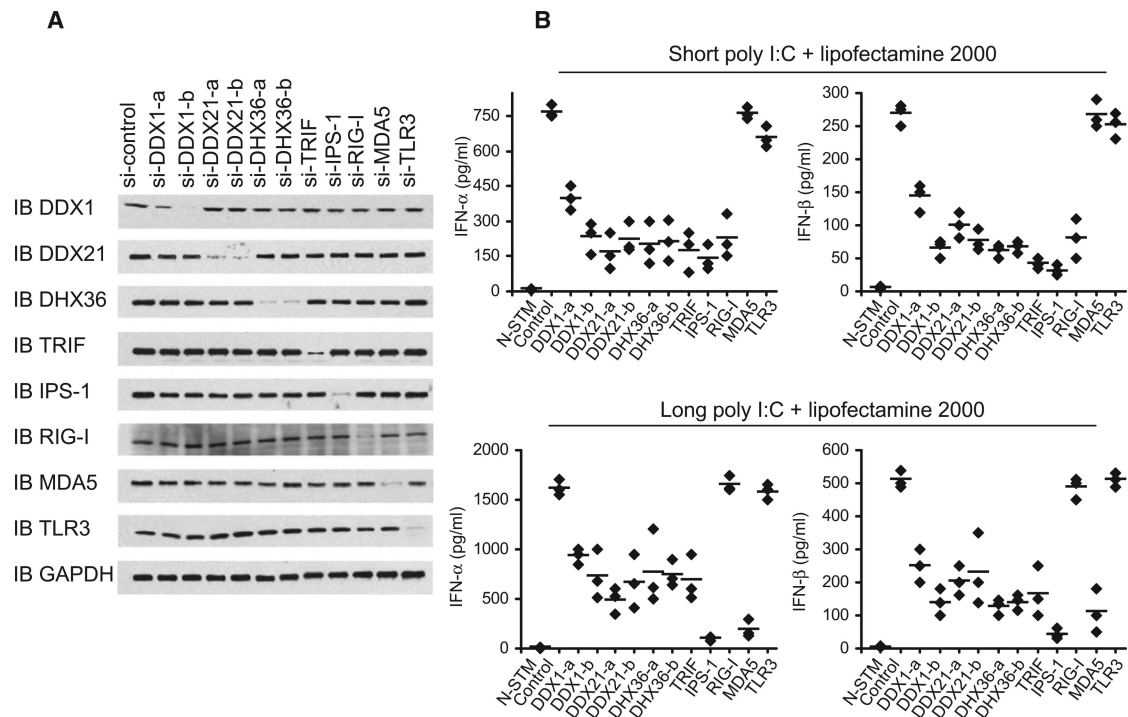 A
si-control
si-DDX1-a
si-DDX1-b
si-DDX21-a
si-DDX21-b
si-DHX36-a
si-DHX36-b
si-TRIF
si-IPS-1
si-RIG-I
si-MDA5
si-TLR3
IB DDX1
IB DDX21
IB DHX36
IB TRIF
IB IPS-1
IB RIG-I
IB MDA5
IB TLR3
IB GAPDH
B
Short poly I:C + lipofectamine 2000
IFN-α (pg/ml)
750
600
450
300
150
0
N-STM
Control
DDX1-a
DDX1-b
DDX21-a
DDX21-b
DHX36-a
DHX36-b
TRIF
IPS-1
RIG-I
MDA5
TLR3
IFN-β (pg/ml)
300
250
200
150
100
50
0
N-STM
Control
DDX1-a
DDX1-b
DDX21-a
DDX21-b
DHX36-a
DHX36-b
TRIF
IPS-1
RIG-I
MDA5
TLR3
Long poly I:C + lipofectamine 2000
IFN-α (pg/ml)
2000
1500
1000
500
0
N-STM
Control
DDX1-a
DDX1-b
DDX21-a
DDX21-b
DHX36-a
DHX36-b
TRIF
IPS-1
RIG-I
MDA5
TLR3
IFN-β (pg/ml)
600
500
400
300
200
100
0
N-STM
Control
DDX1-a
DDX1-b
DDX21-a
DDX21-b
DHX36-a
DHX36-b
TRIF
IPS-1
RIG-I
MDA5
TLR3